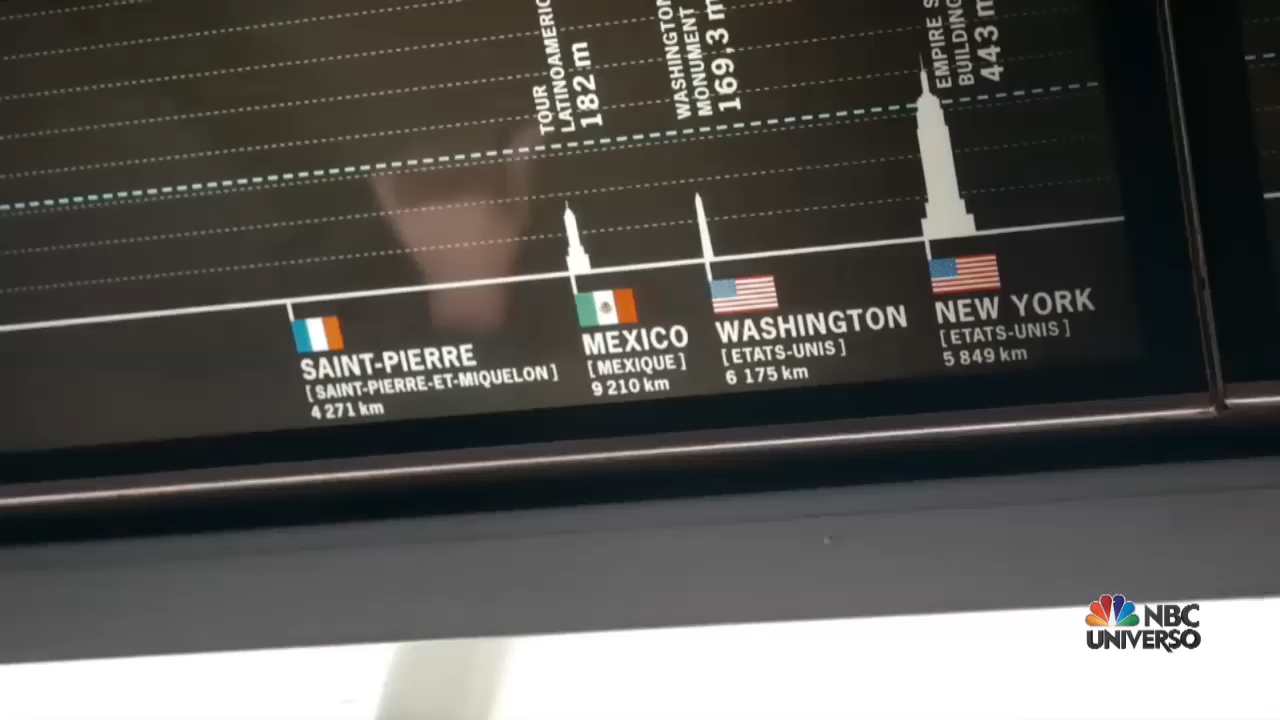 TOUR
LATINOAMERIC
182 m
WASHINGTON
MONUMENT
169,3 m
EMPIRE S
BUILDING
443 m
SAINT-PIERRE
[SAINT-PIERRE-ET-MIQUELON]
4 271 km
MEXICO
[MEXIQUE]
9 210 km
WASHINGTON
[ETATS-UNIS]
6 175 km
NEW YORK
[ETATS-UNIS]
5 849 km
NBC
UNIVERSO